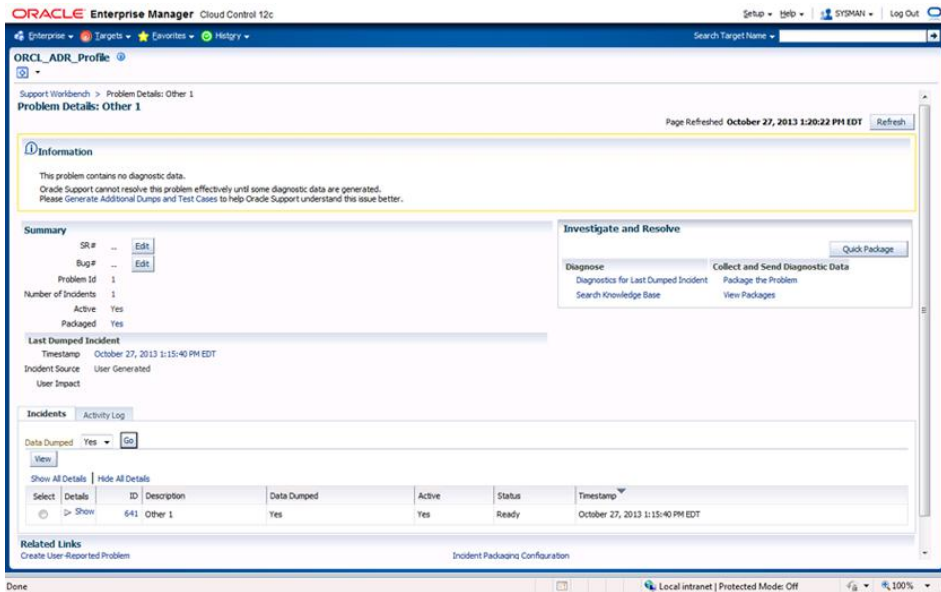 ORACLE Enterprise Manager Cloud Control 12c
Setup Help SYSMAN Log Out
Enterprise Targets Favorites History Search Target Name
ORCL_ADR_Profile
Support Workbench > Problem Details: Other 1
Problem Details: Other 1
Page Refreshed October 27, 2013 1:20:22 PM EDT Refresh
Information
This problem contains no diagnostic data.
Oracle Support cannot resolve this problem effectively until some diagnostic data are generated.
Please Generate Additional Dumps and Test Cases to help Oracle Support understand this issue better.
Summary
SR# -- Edit
Bug# -- Edit
Problem Id 1
Number of Incidents 1
Active Yes
Packaged Yes
Last Dumped Incident
Timestamp October 27, 2013 1:15:40 PM EDT
Incident Source User Generated
User Impact
Investigate and Resolve
Quick Package
Diagnose Collect and Send Diagnostic Data
Diagnostics for Last Dumped Incident Package the Problem
Search Knowledge Base View Packages
Incidents Activity Log
Data Dumped Yes Go
View
Show All Details | Hide All Details
Select Details ID Description Data Dumped Active Status Timestamp
Show 641 Other 1 Yes Yes Ready October 27, 2013 1:15:40 PM EDT
Related Links
Create User-Reported Problem Incident Packaging Configuration
Done Local intranet | Protected Mode: Off 100%